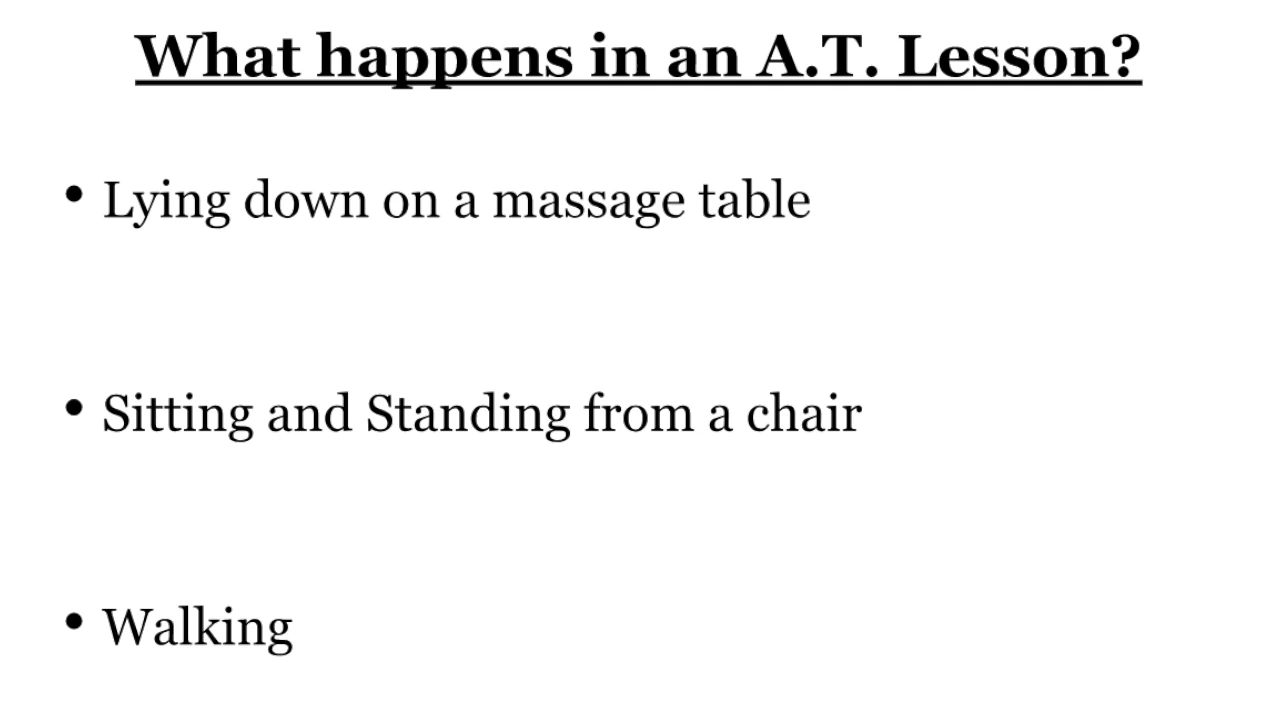 What happens in an A.T. Lesson?
• Lying down on a massage table
• Sitting and Standing from a chair
• Walking